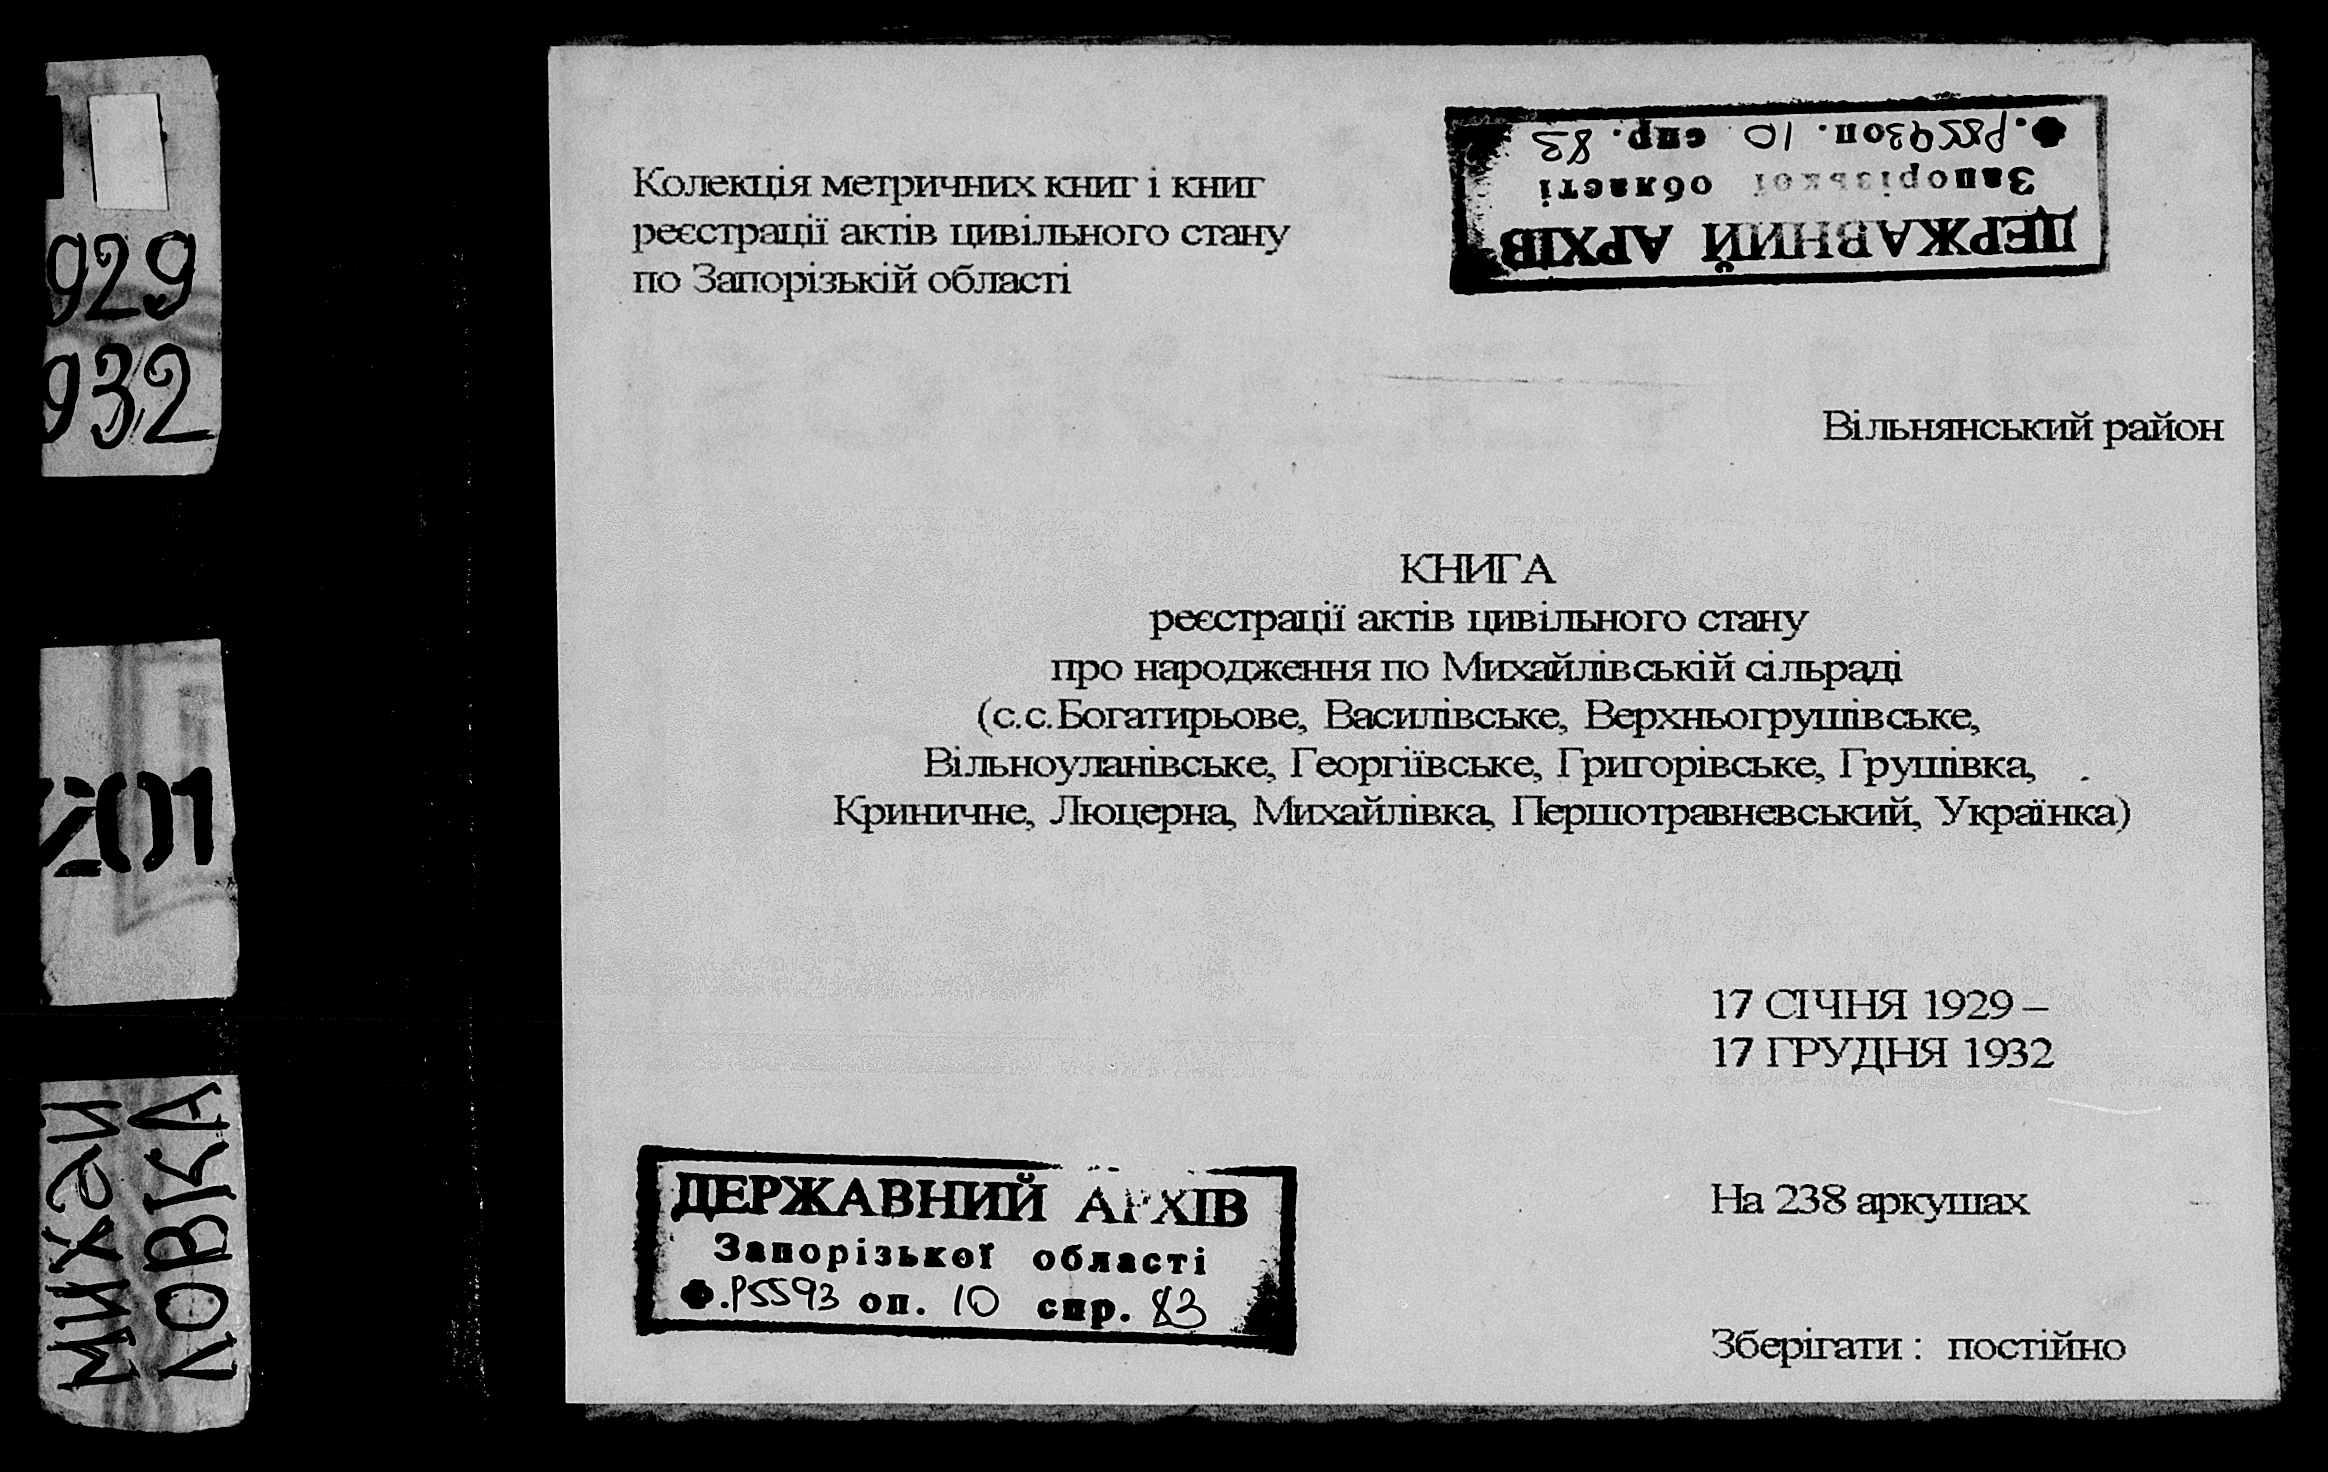 929
932
201
МИХАЙ
ЛОВКА
Колекція метричних книг і книг
реєстрації актів цивільного стану
по Запорізькій області
ДЕРЖАВНИЙ АРХІВ
Запорізької області
Ф.Р5593 оп. 10 спр. 83
Вільнянський район
КНИГА
реєстрації актів цивільного стану
про народження по Михайлівській сільраді
(с.с.Богатирьове, Василівське, Верхньогрушівське,
Вільноуланівське, Георгіївське, Григорівське, Грушівка,
Криничне, Люцерна, Михайлівка, Першотравневський, Українка)
17 СІЧНЯ 1929 –
17 ГРУДНЯ 1932
На 238 аркушах
ДЕРЖАВНИЙ АРХІВ
Запорізької області
Ф.Р5593 оп. 10 спр. 83
Зберігати : постійно